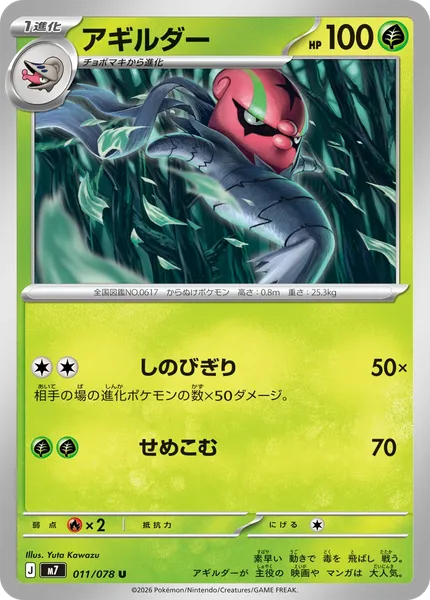 1進化
アギルダー
HP 100
チョボマキから進化
全国図鑑NO.0617 からぬけポケモン 高さ:0.8m 重さ:25.3kg
しのびぎり 50×
相手の場の進化ポケモンの数×50ダメージ。
せめこむ 70
弱点 ×2 抵抗力 にげる
Illus. Yuta Kawazu
J m7 011/078 U
素早い 動きで 毒を 飛ばし 戦う。
アギルダーが 主役の 映画や マンガは 大人気。
©2026 Pokémon/Nintendo/Creatures/GAME FREAK.